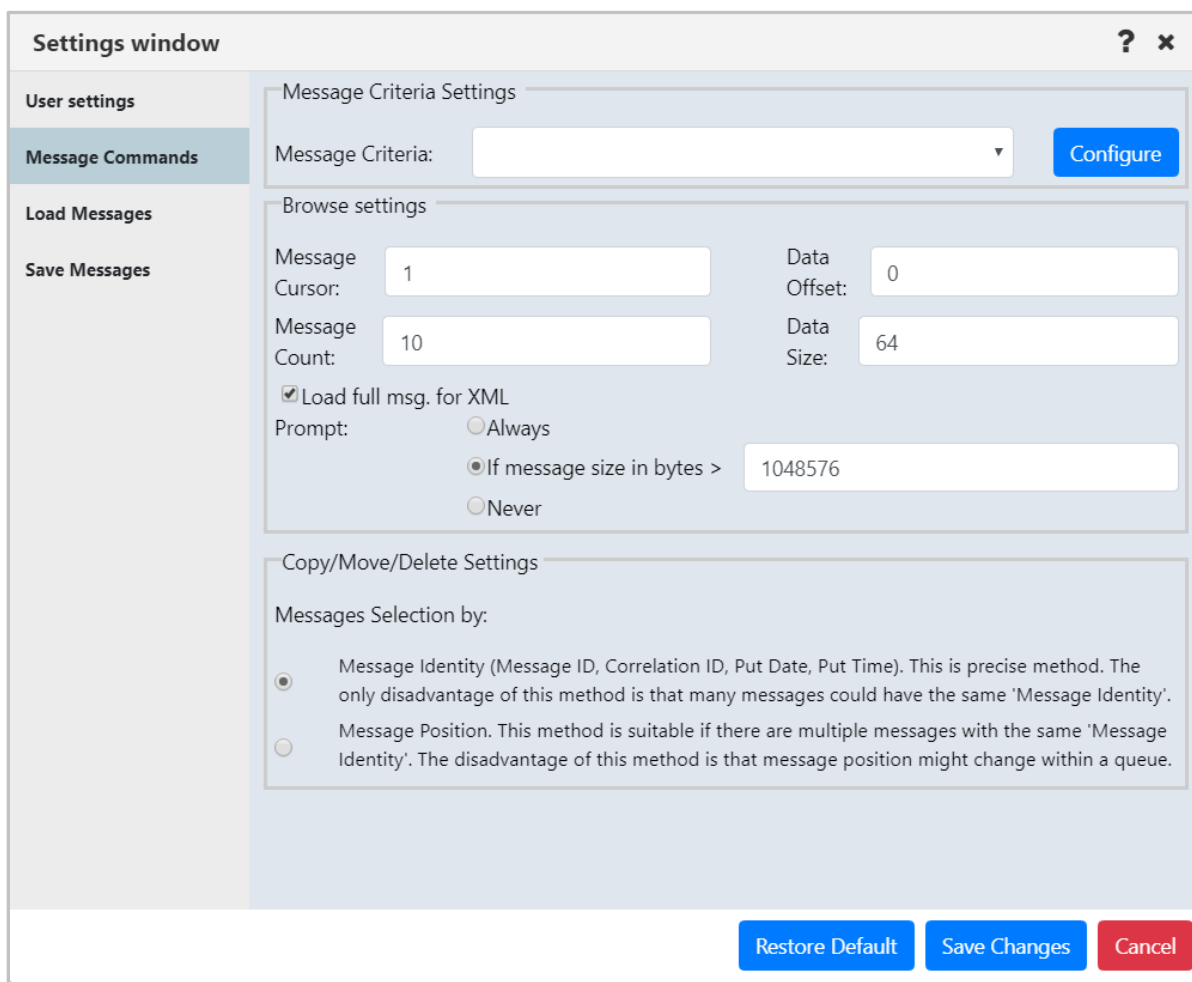 Settings window
? ×
User settings
Message Commands
Load Messages
Save Messages
Message Criteria Settings
Message Criteria:
Configure
Browse settings
Message
Cursor:
1
Data
Offset:
0
Message
Count:
10
Data
Size:
64
Load full msg. for XML
Prompt:
Always
If message size in bytes >
1048576
Never
Copy/Move/Delete Settings
Messages Selection by:
Message Identity (Message ID, Correlation ID, Put Date, Put Time). This is precise method. The
only disadvantage of this method is that many messages could have the same 'Message Identity'.
Message Position. This method is suitable if there are multiple messages with the same 'Message
Identity'. The disadvantage of this method is that message position might change within a queue.
Restore Default
Save Changes
Cancel